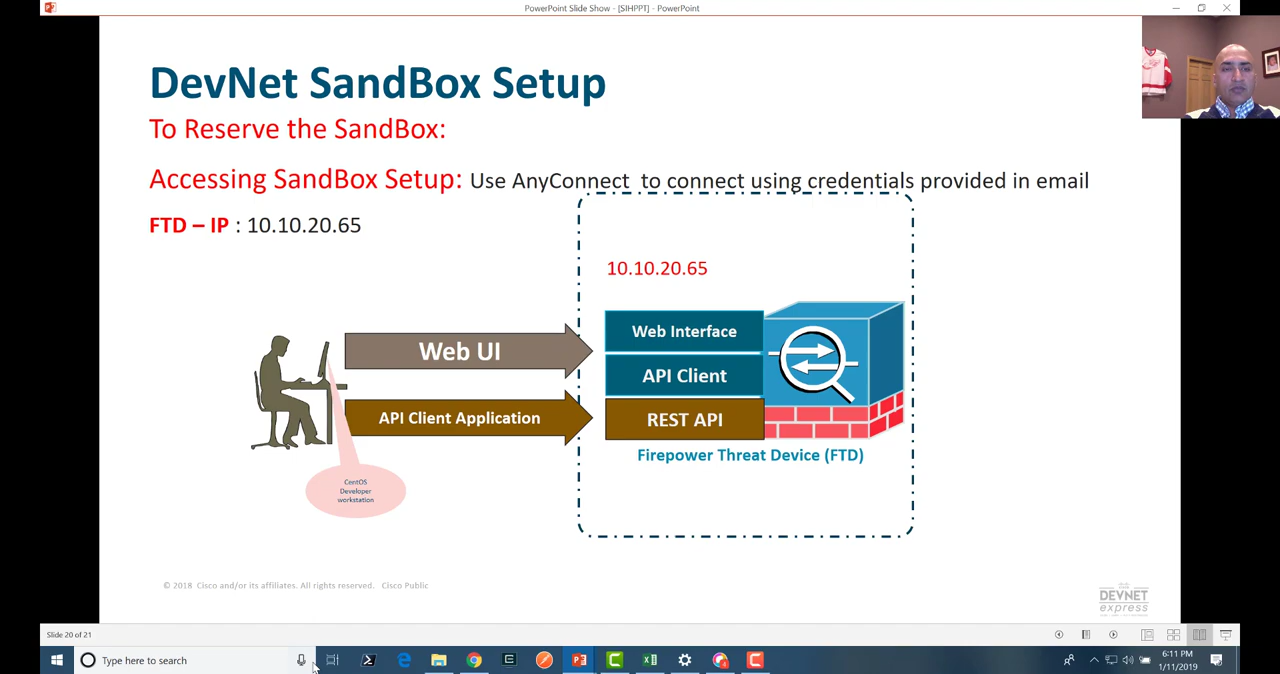 PowerPoint Slide Show - [SIHPPT] - PowerPoint
DevNet SandBox Setup
To Reserve the SandBox:
Accessing SandBox Setup: Use AnyConnect to connect using credentials provided in email
FTD – IP : 10.10.20.65
10.10.20.65
Web UI
Web Interface
API Client
API Client Application
REST API
Firepower Threat Device (FTD)
CentOS
Developer
workstation
© 2018 Cisco and/or its affiliates. All rights reserved. Cisco Public
CISCO
DEVNET
express
Slide 20 of 21
Type here to search
6:11 PM
1/11/2019